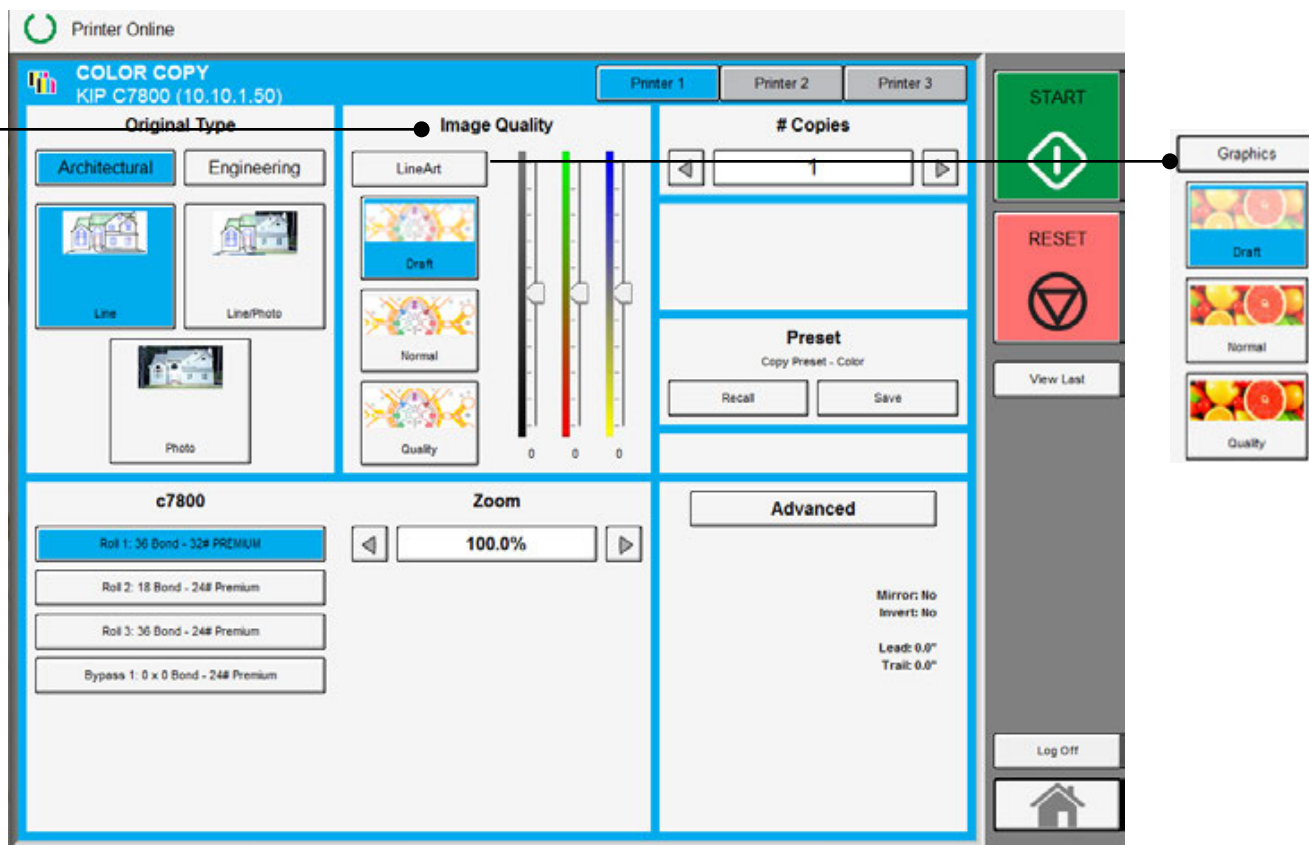 Printer Online
COLOR COPY
KIP C7800 (10.10.1.50)
Printer 1
Printer 2
Printer 3
Original Type
Architectural
Engineering
Line
Line/Photo
Photo
Image Quality
LineArt
Draft
Normal
Quality
0
0
0
# Copies
1
Preset
Copy Preset - Color
Recall
Save
c7800
Roll 1: 36 Bond - 32# PREMIUM
Roll 2: 18 Bond - 24# Premium
Roll 3: 36 Bond - 24# Premium
Bypass 1: 0 x 0 Bond - 24# Premium
Zoom
100.0%
Advanced
Mirror: No
Invert: No
Lead: 0.0"
Trail: 0.0"
START
RESET
View Last
Log Off
Graphics
Draft
Normal
Quality